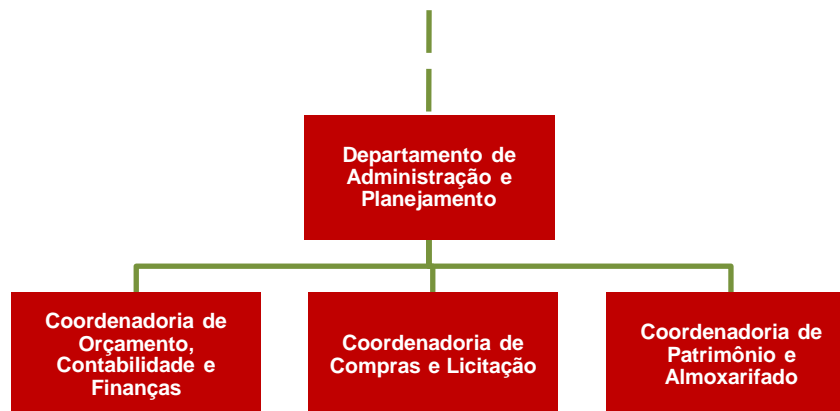 Departamento de
Administração e
Planejamento
Coordenadoria de
Orçamento,
Contabilidade e
Finanças
Coordenadoria de
Compras e Licitação
Coordenadoria de
Patrimônio e
Almoxarifado